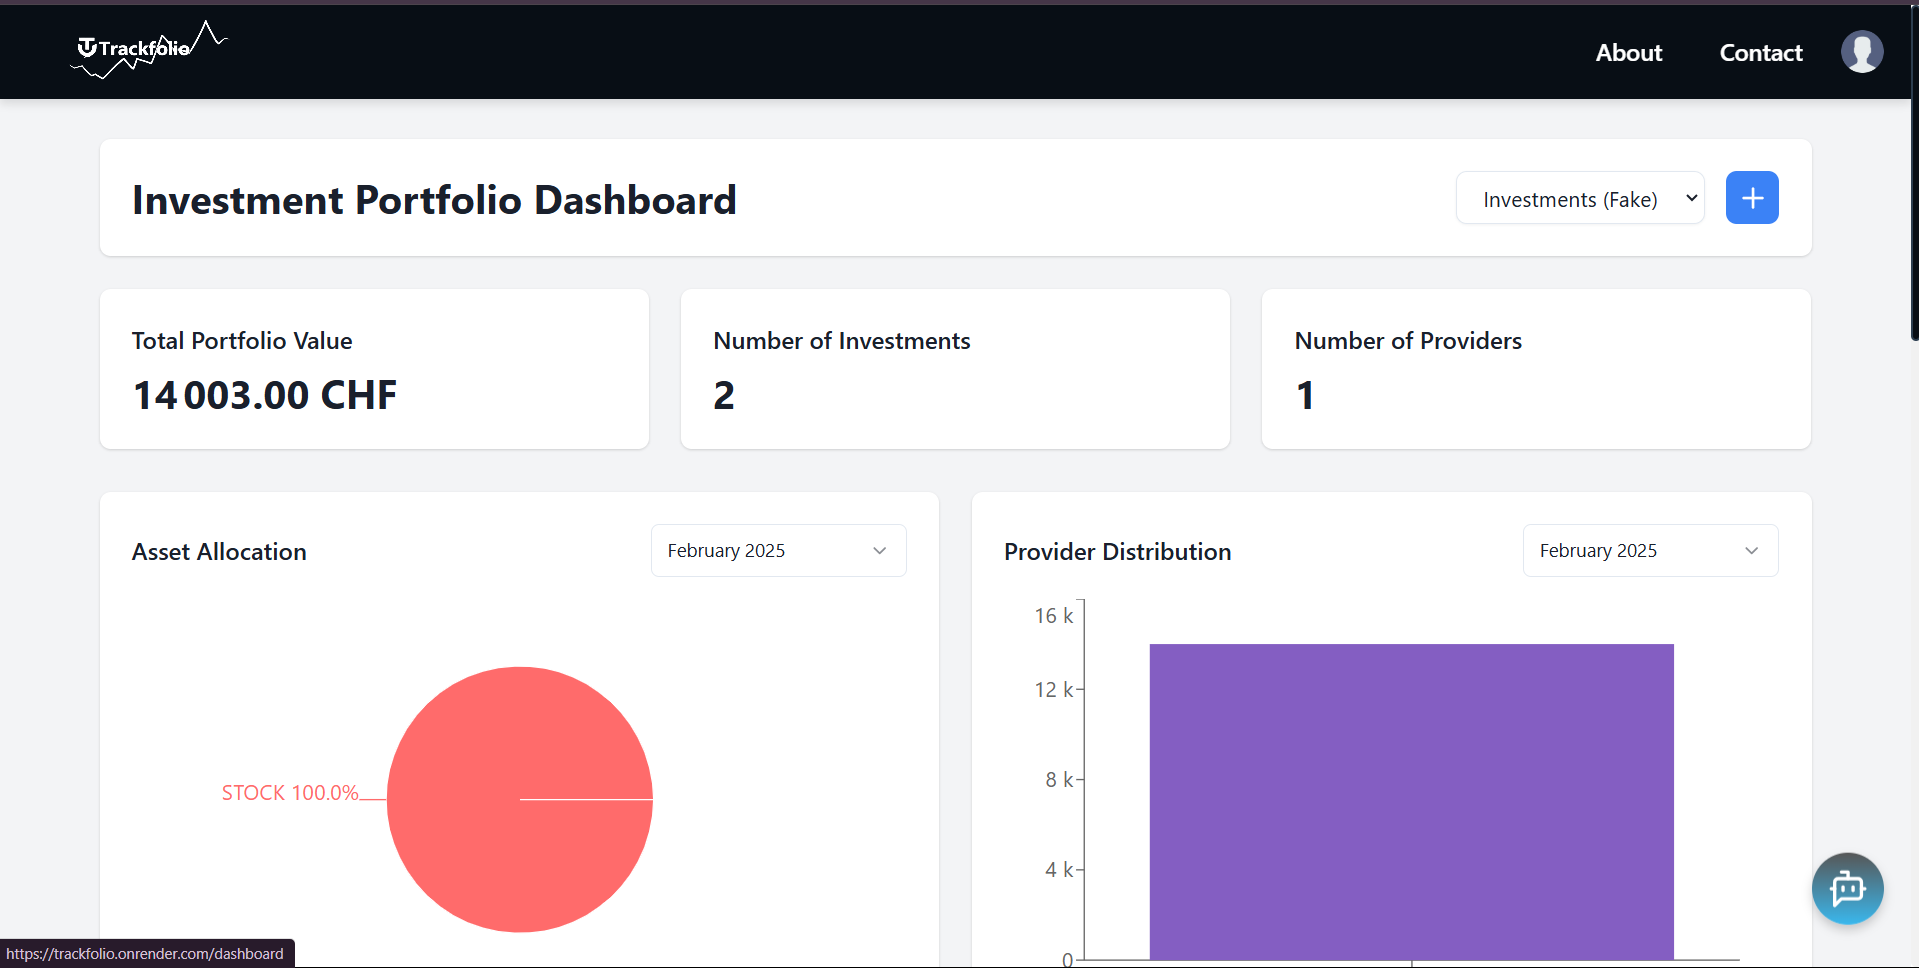 Trackfolio
About
Contact
Investment Portfolio Dashboard
Investments (Fake)
Total Portfolio Value
14 003.00 CHF
Number of Investments
2
Number of Providers
1
Asset Allocation
February 2025
STOCK 100.0%
Provider Distribution
February 2025
16 k
12 k
8 k
4 k
0
https://trackfolio.onrender.com/dashboard